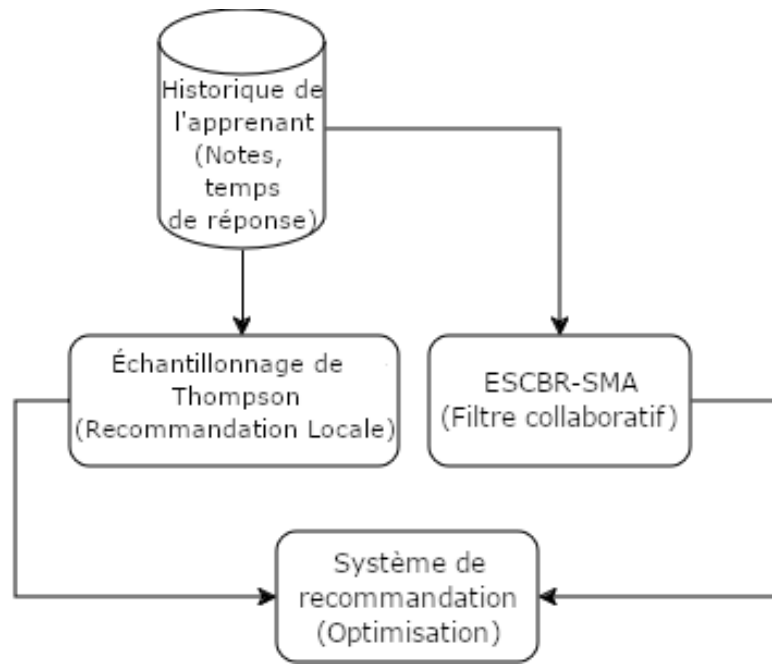 Historique de
l'apprenant
(Notes,
temps
de réponse)
Échantillonnage de
Thompson
(Recommandation Locale)
ESCBR-SMA
(Filtre collaboratif)
Système de
recommandation
(Optimisation)